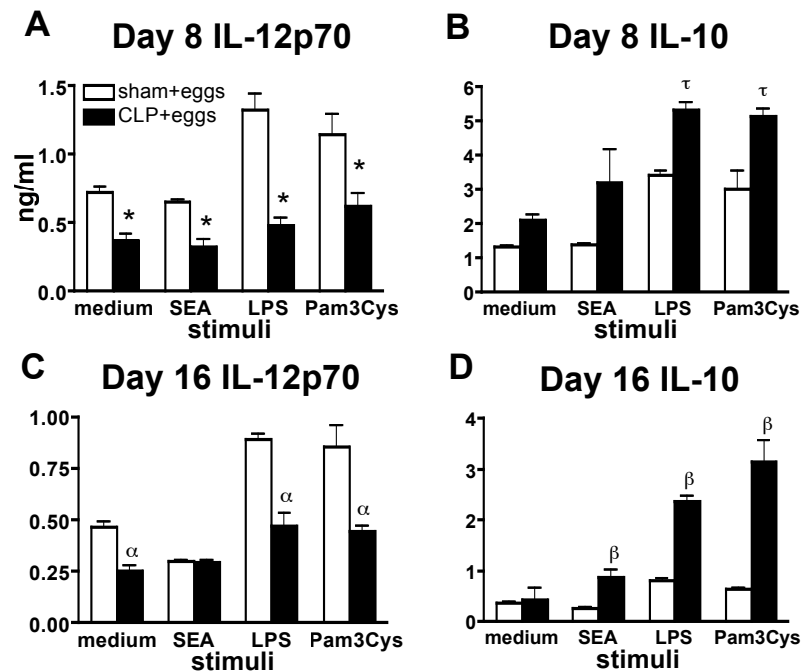 A
Day 8 IL-12p70
1.5
1.0
0.5
0.0
ng/ml
sham+eggs
CLP+eggs
*
*
*
*
medium SEA LPS Pam3Cys
stimuli
B
Day 8 IL-10
6
5
4
3
2
1
0
τ
τ
medium SEA LPS Pam3Cys
stimuli
C
Day 16 IL-12p70
1.00
0.75
0.50
0.25
0.00
α
α
α
medium SEA LPS Pam3Cys
stimuli
D
Day 16 IL-10
4
3
2
1
0
β
β
β
medium SEA LPS Pam3Cys
stimuli